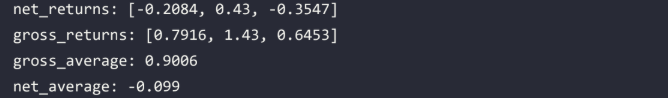 net_returns: [-0.2084, 0.43, -0.3547]
gross_returns: [0.7916, 1.43, 0.6453]
gross_average: 0.9006
net_average: -0.099